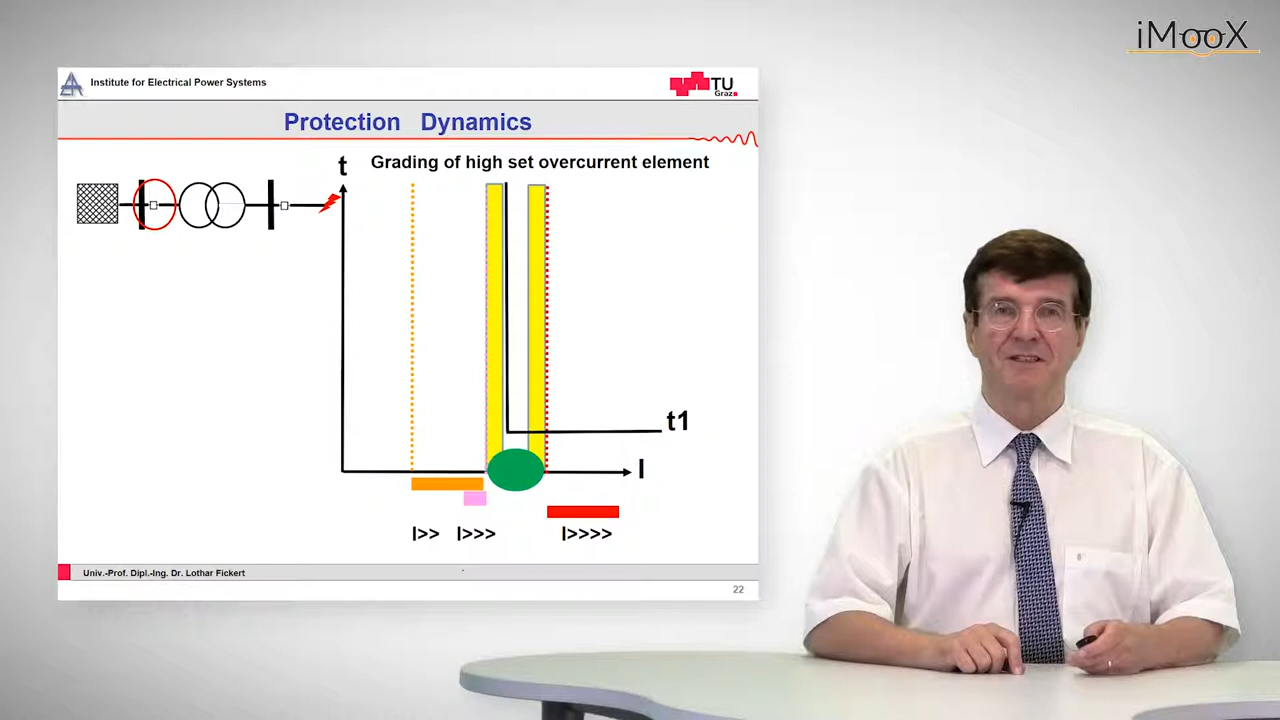 iMooX
Institute for Electrical Power Systems
TU
Graz
Protection Dynamics
t
Grading of high set overcurrent element
t1
I
I>>
I>>>
I>>>>
Univ.-Prof. Dipl.-Ing. Dr. Lothar Fickert
22